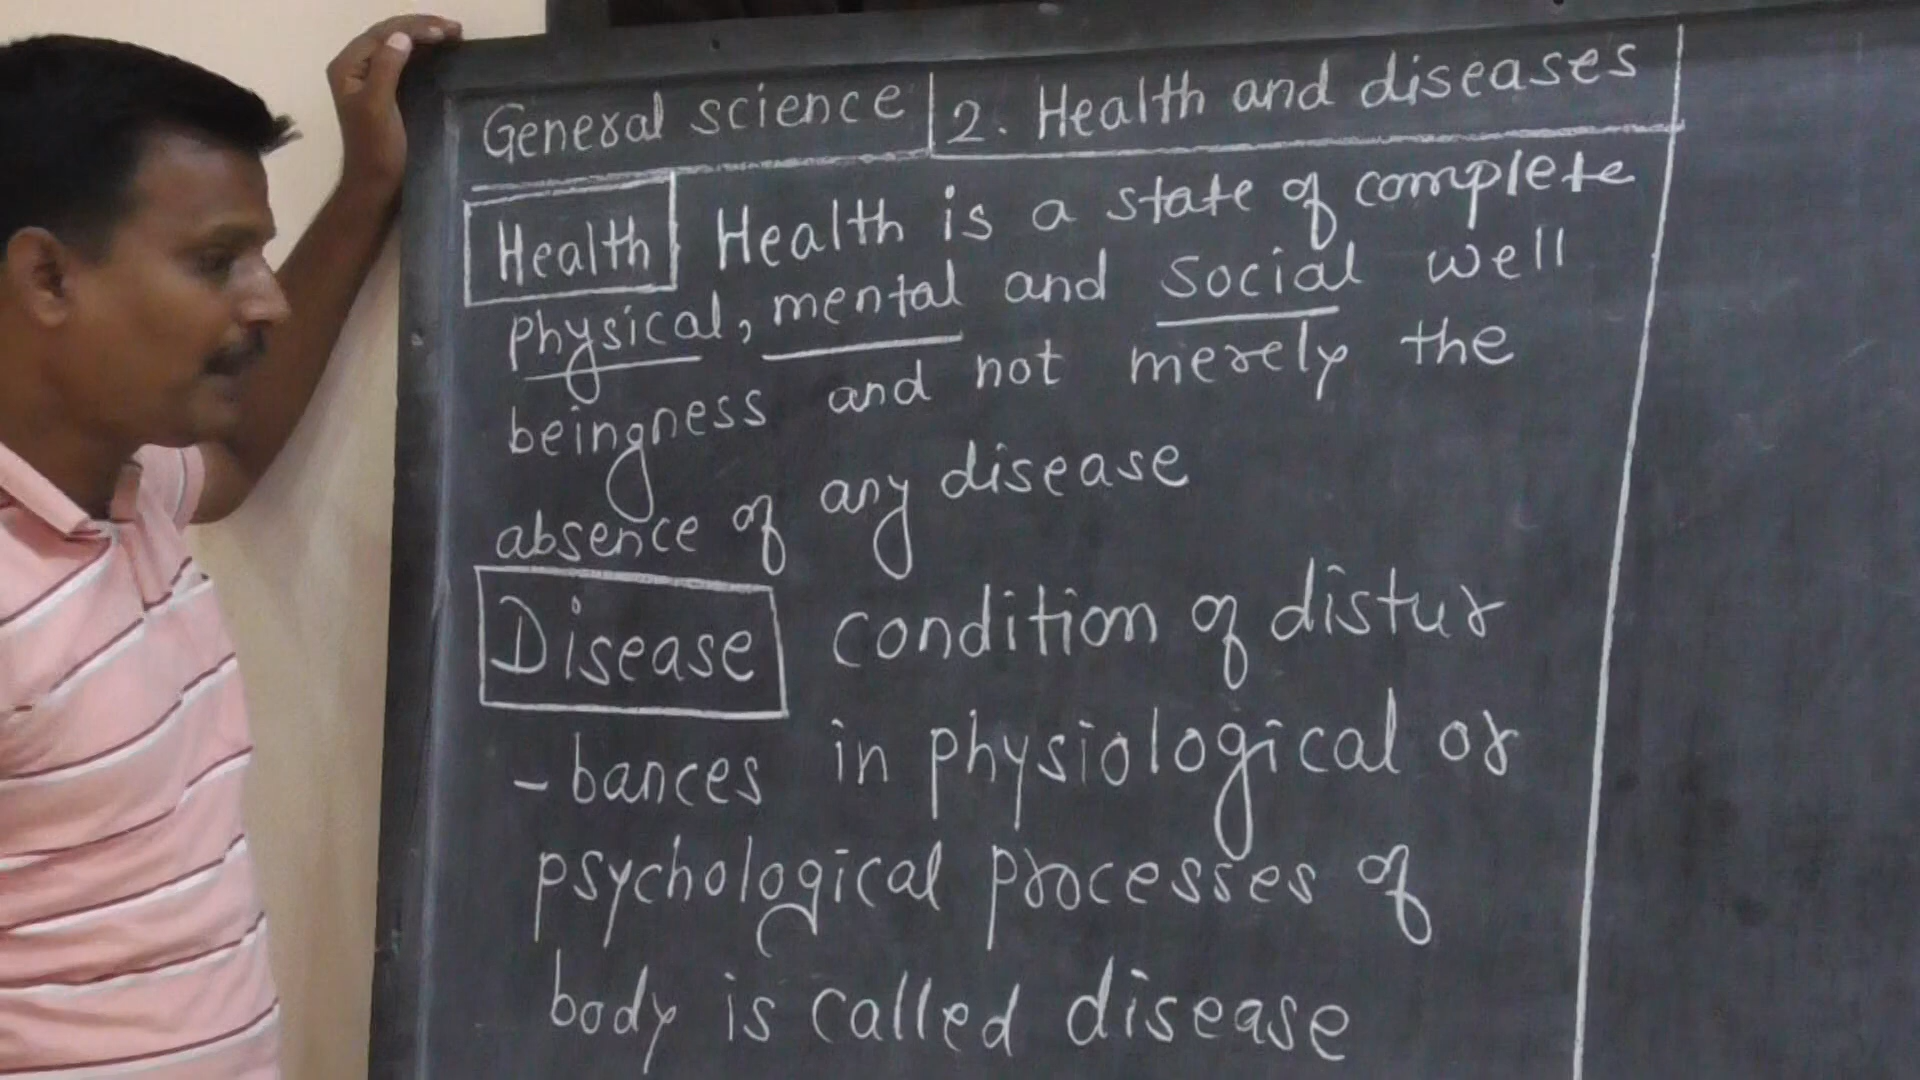 General science 2. Health and diseases
Health Health is a state of complete
physical, mental and social well
beingness and not merely the
absence of any disease
Disease condition of distur
-bances in physiological or
psychological processes of
body is called disease